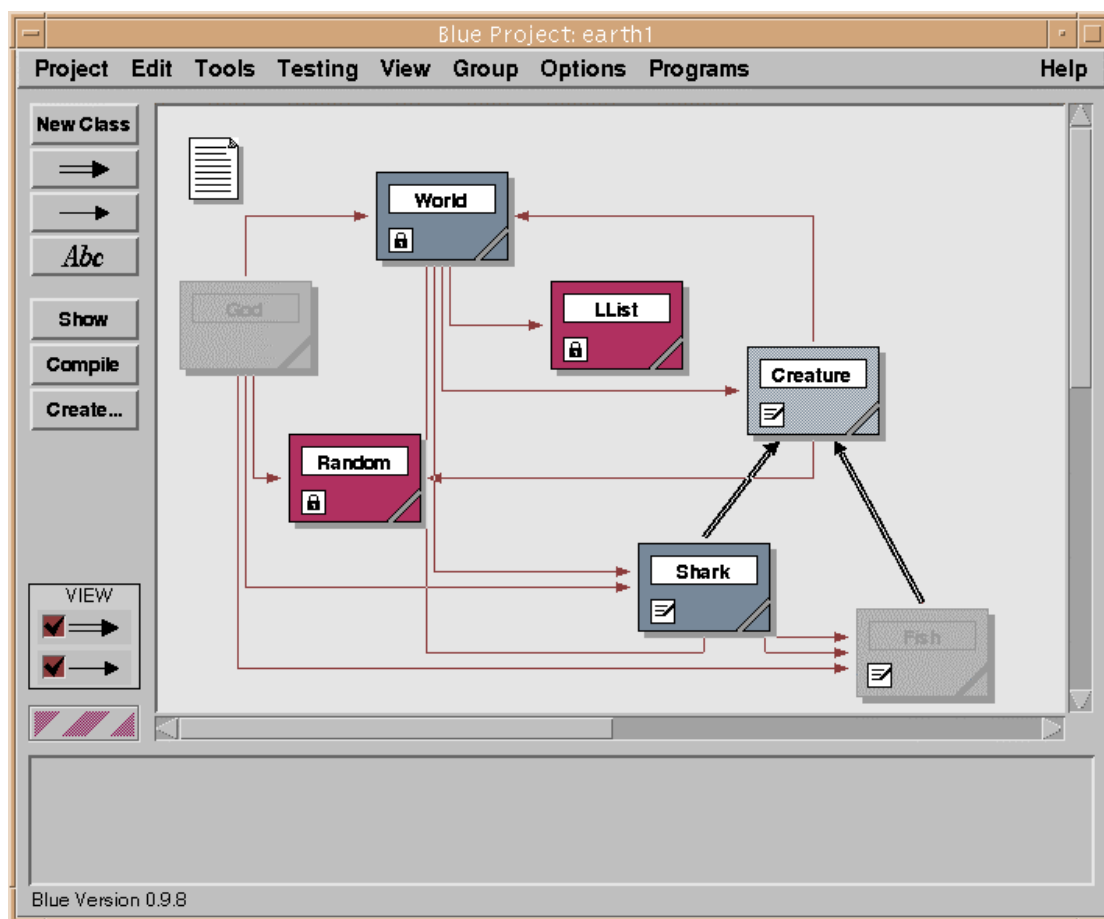 Blue Project: earth1
Project Edit Tools Testing View Group Options Programs Help
New Class
Abc
Show
Compile
Create...
VIEW
World
God
LList
Creature
Random
Shark
Fish
Blue Version 0.9.8